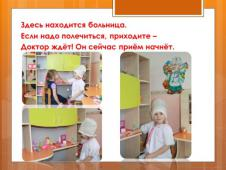 Здесь находится больница.
Если надо полечиться, приходите –
Доктор ждёт! Он сейчас приём начнёт.